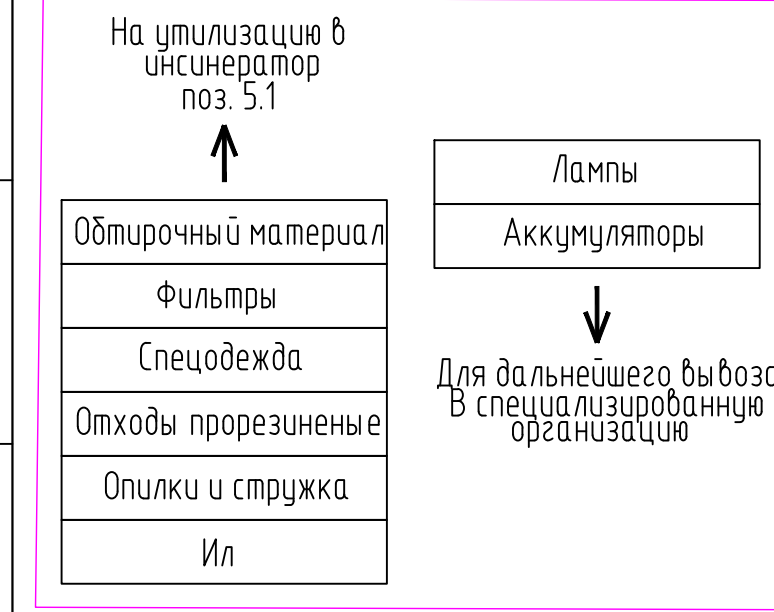 На утилизацию в
инсинератор
поз. 5.1
Обтирочный материал
Фильтры
Спецодежда
Отходы прорезиненые
Опилки и стружка
Ил
Лампы
Аккумуляторы
Для дальнейшего вывоза
В специализированную
организацию